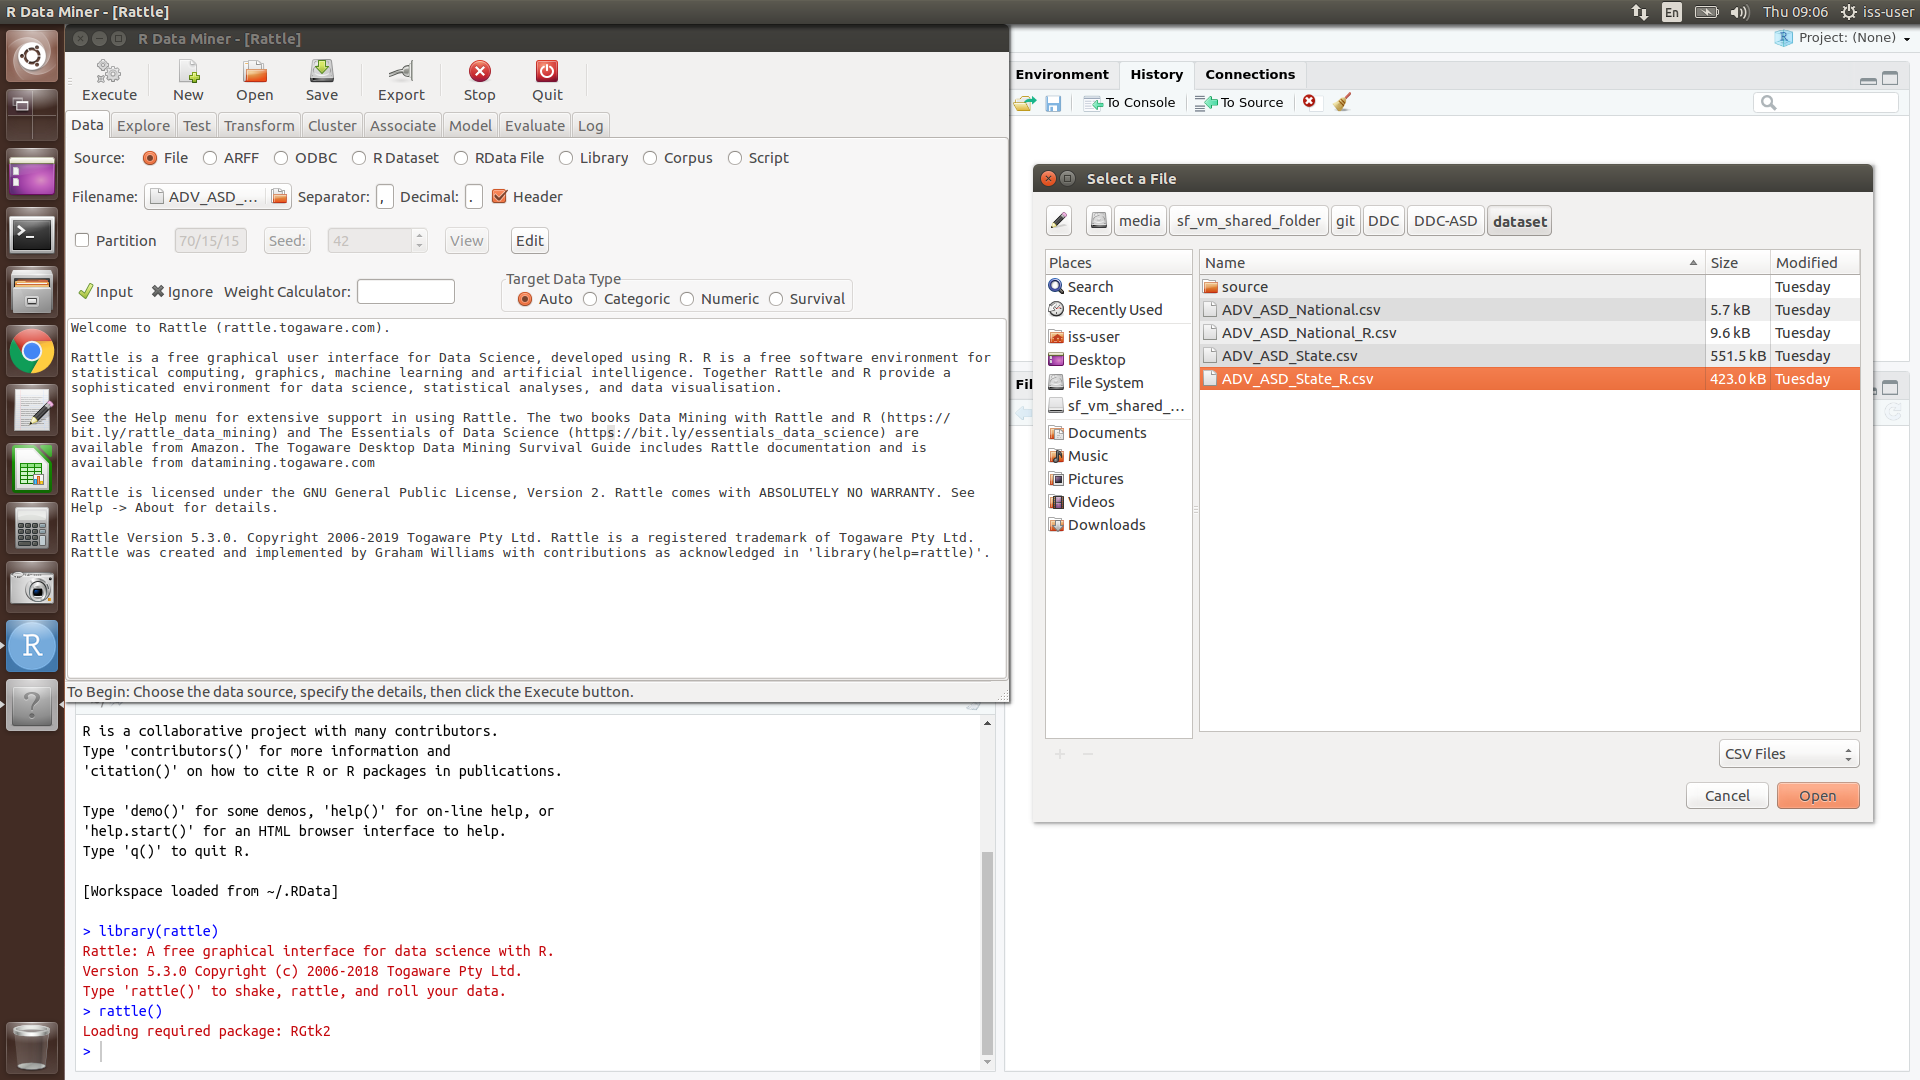 R Data Miner - [Rattle]
En
Thu 09:06
iss-user
R Data Miner - [Rattle]
Execute
New
Open
Save
Export
Stop
Quit
Data
Explore
Test
Transform
Cluster
Associate
Model
Evaluate
Log
Source:
File
ARFF
ODBC
R Dataset
RData File
Library
Corpus
Script
Filename:
ADV_ASD_...
Separator:
,
Decimal:
.
Header
Partition
70/15/15
Seed:
42
View
Edit
Input
Ignore
Weight Calculator:
Target Data Type
Auto
Categoric
Numeric
Survival
Welcome to Rattle (rattle.togaware.com).
Rattle is a free graphical user interface for Data Science, developed using R. R is a free software environment for
statistical computing, graphics, machine learning and artificial intelligence. Together Rattle and R provide a
sophisticated environment for data science, statistical analyses, and data visualisation.
See the Help menu for extensive support in using Rattle. The two books Data Mining with Rattle and R (https://
bit.ly/rattle_data_mining) and The Essentials of Data Science (https://bit.ly/essentials_data_science) are
available from Amazon. The Togaware Desktop Data Mining Survival Guide includes Rattle documentation and is
available from datamining.togaware.com
Rattle is licensed under the GNU General Public License, Version 2. Rattle comes with ABSOLUTELY NO WARRANTY. See
Help -> About for details.
Rattle Version 5.3.0. Copyright 2006-2019 Togaware Pty Ltd. Rattle is a registered trademark of Togaware Pty Ltd.
Rattle was created and implemented by Graham Williams with contributions as acknowledged in 'library(help=rattle)'.
To Begin: Choose the data source, specify the details, then click the Execute button.
R is a collaborative project with many contributors.
Type 'contributors()' for more information and
'citation()' on how to cite R or R packages in publications.
Type 'demo()' for some demos, 'help()' for on-line help, or
'help.start()' for an HTML browser interface to help.
Type 'q()' to quit R.
[Workspace loaded from ~/.RData]
> library(rattle)
Rattle: A free graphical interface for data science with R.
Version 5.3.0 Copyright (c) 2006-2018 Togaware Pty Ltd.
Type 'rattle()' to shake, rattle, and roll your data.
> rattle()
Loading required package: RGtk2
>
R
R
Project: (None)
Environment
History
Connections
To Console
To Source
Fil
Select a File
media
sf_vm_shared_folder
git
DDC
DDC-ASD
dataset
Places
Search
Recently Used
iss-user
Desktop
File System
sf_vm_shared_...
Documents
Music
Pictures
Videos
Downloads
Name
Size
Modified
source
Tuesday
ADV_ASD_National.csv
5.7 kB
Tuesday
ADV_ASD_National_R.csv
9.6 kB
Tuesday
ADV_ASD_State.csv
551.5 kB
Tuesday
ADV_ASD_State_R.csv
423.0 kB
Tuesday
CSV Files
Cancel
Open